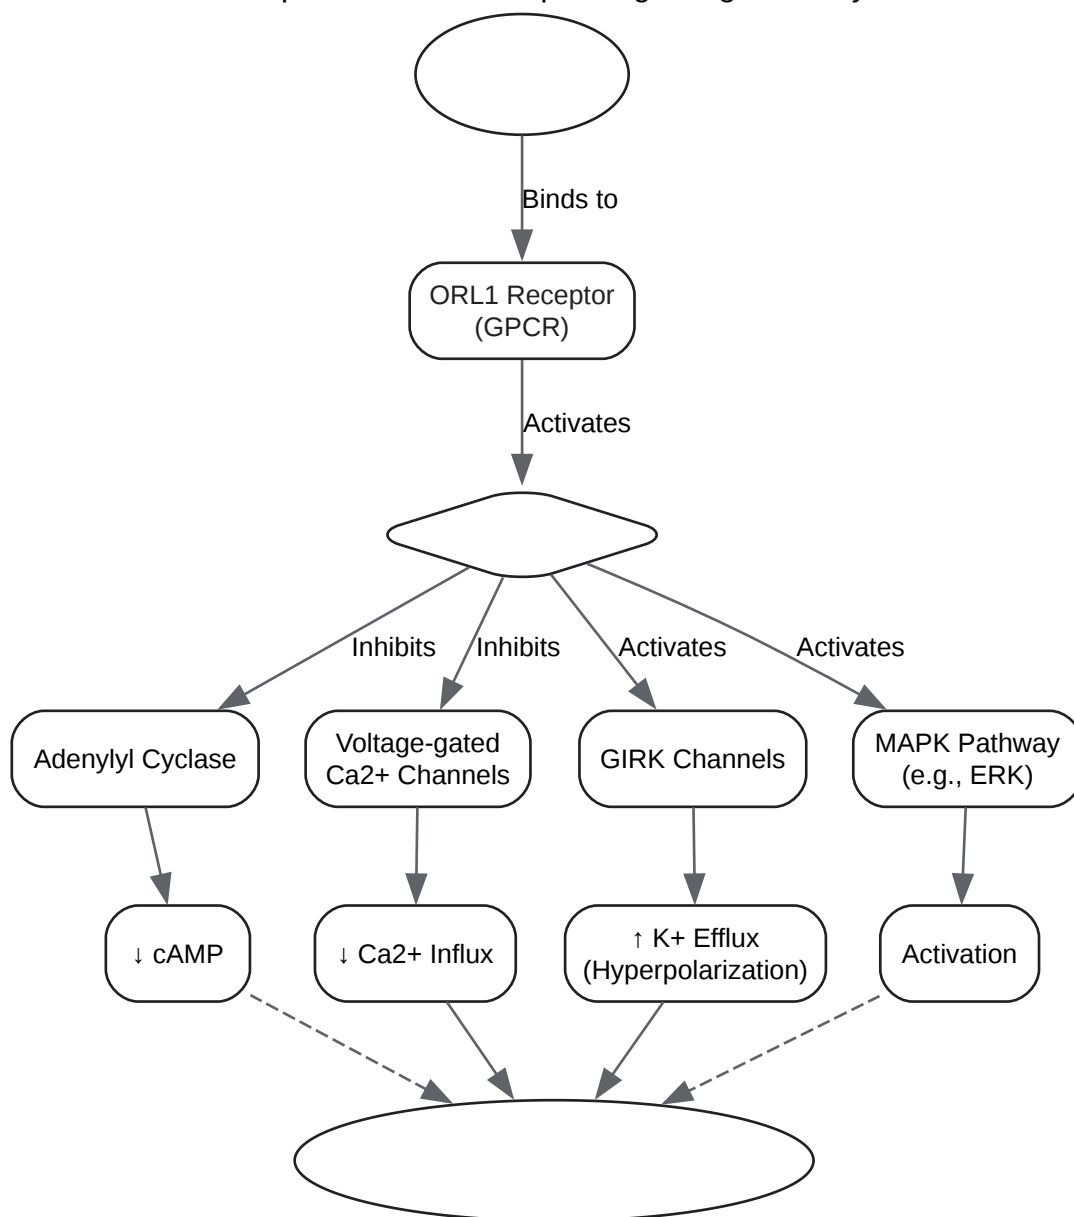 Binds to
ORL1 Receptor
(GPCR)
Activates
Inhibits
Inhibits
Activates
Activates
Adenylyl Cyclase
Voltage-gated
Ca2+ Channels
GIRK Channels
MAPK Pathway
(e.g., ERK)
↓ cAMP
↓ Ca2+ Influx
↑ K+ Efflux
(Hyperpolarization)
Activation